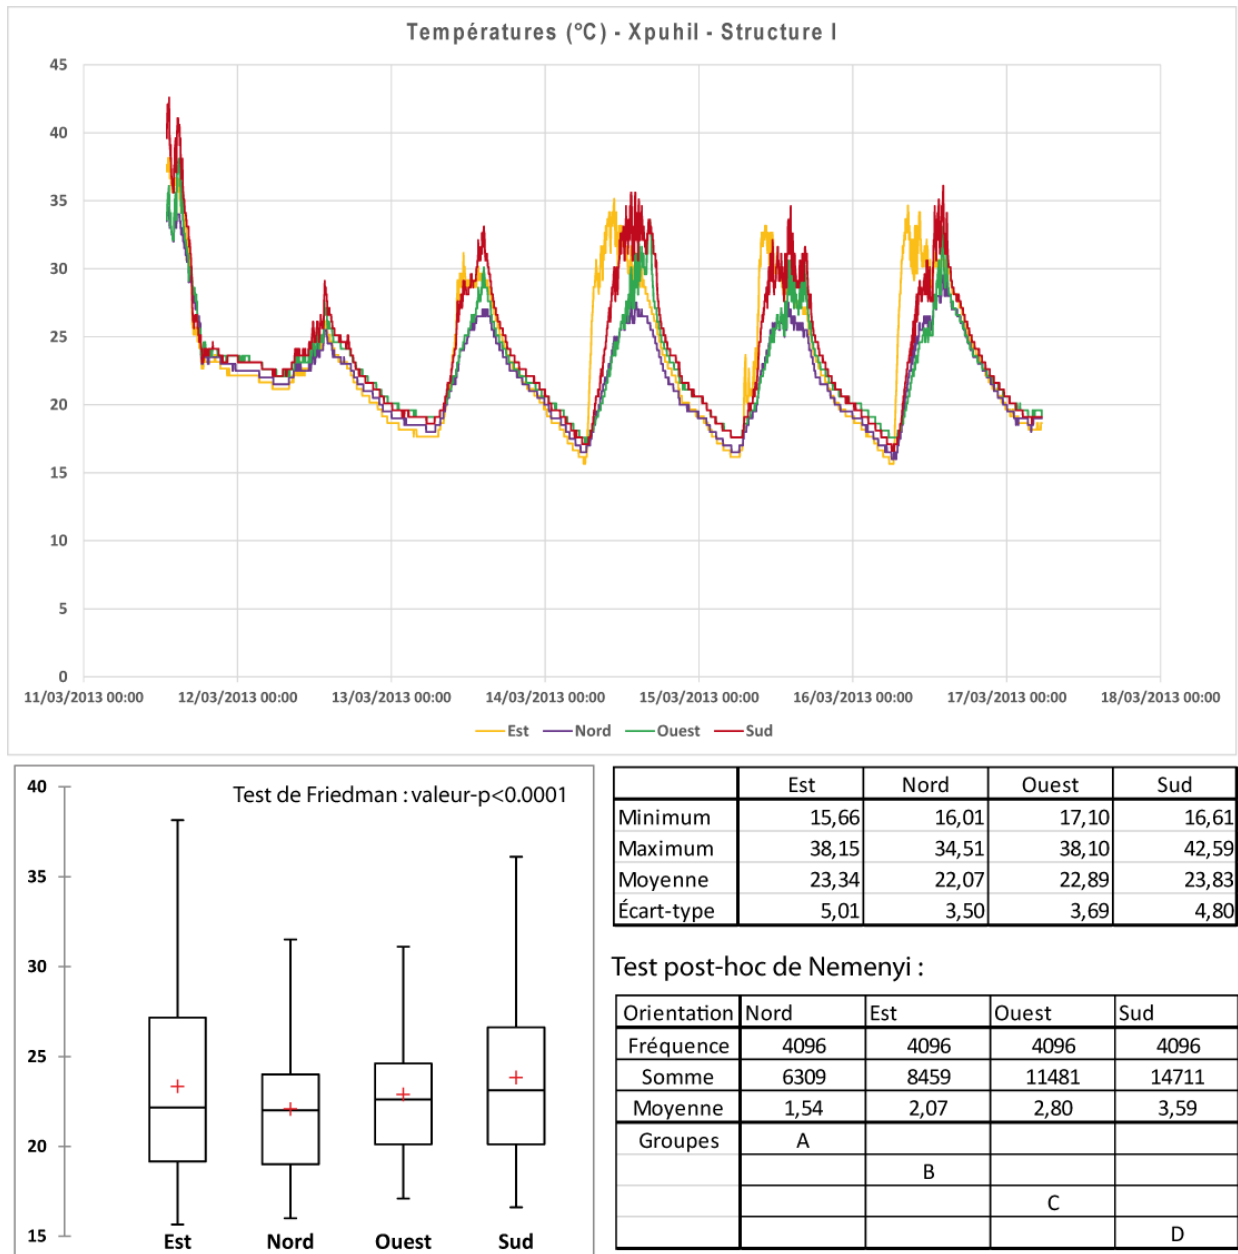 Températures (°C) - Xpuhil - Structure I
45
40
35
30
25
20
15
10
5
0
11/03/2013 00:00 12/03/2013 00:00 13/03/2013 00:00 14/03/2013 00:00 15/03/2013 00:00 16/03/2013 00:00 17/03/2013 00:00 18/03/2013 00:00
Est Nord Ouest Sud
Test de Friedman : valeur-p<0.0001
40
35
30
25
20
15
Est Nord Ouest Sud
Est Nord Ouest Sud
Minimum 15,66 16,01 17,10 16,61
Maximum 38,15 34,51 38,10 42,59
Moyenne 23,34 22,07 22,89 23,83
Écart-type 5,01 3,50 3,69 4,80
Test post-hoc de Nemenyi :
Orientation Nord Est Ouest Sud
Fréquence 4096 4096 4096 4096
Somme 6309 8459 11481 14711
Moyenne 1,54 2,07 2,80 3,59
Groupes A
B
C
D